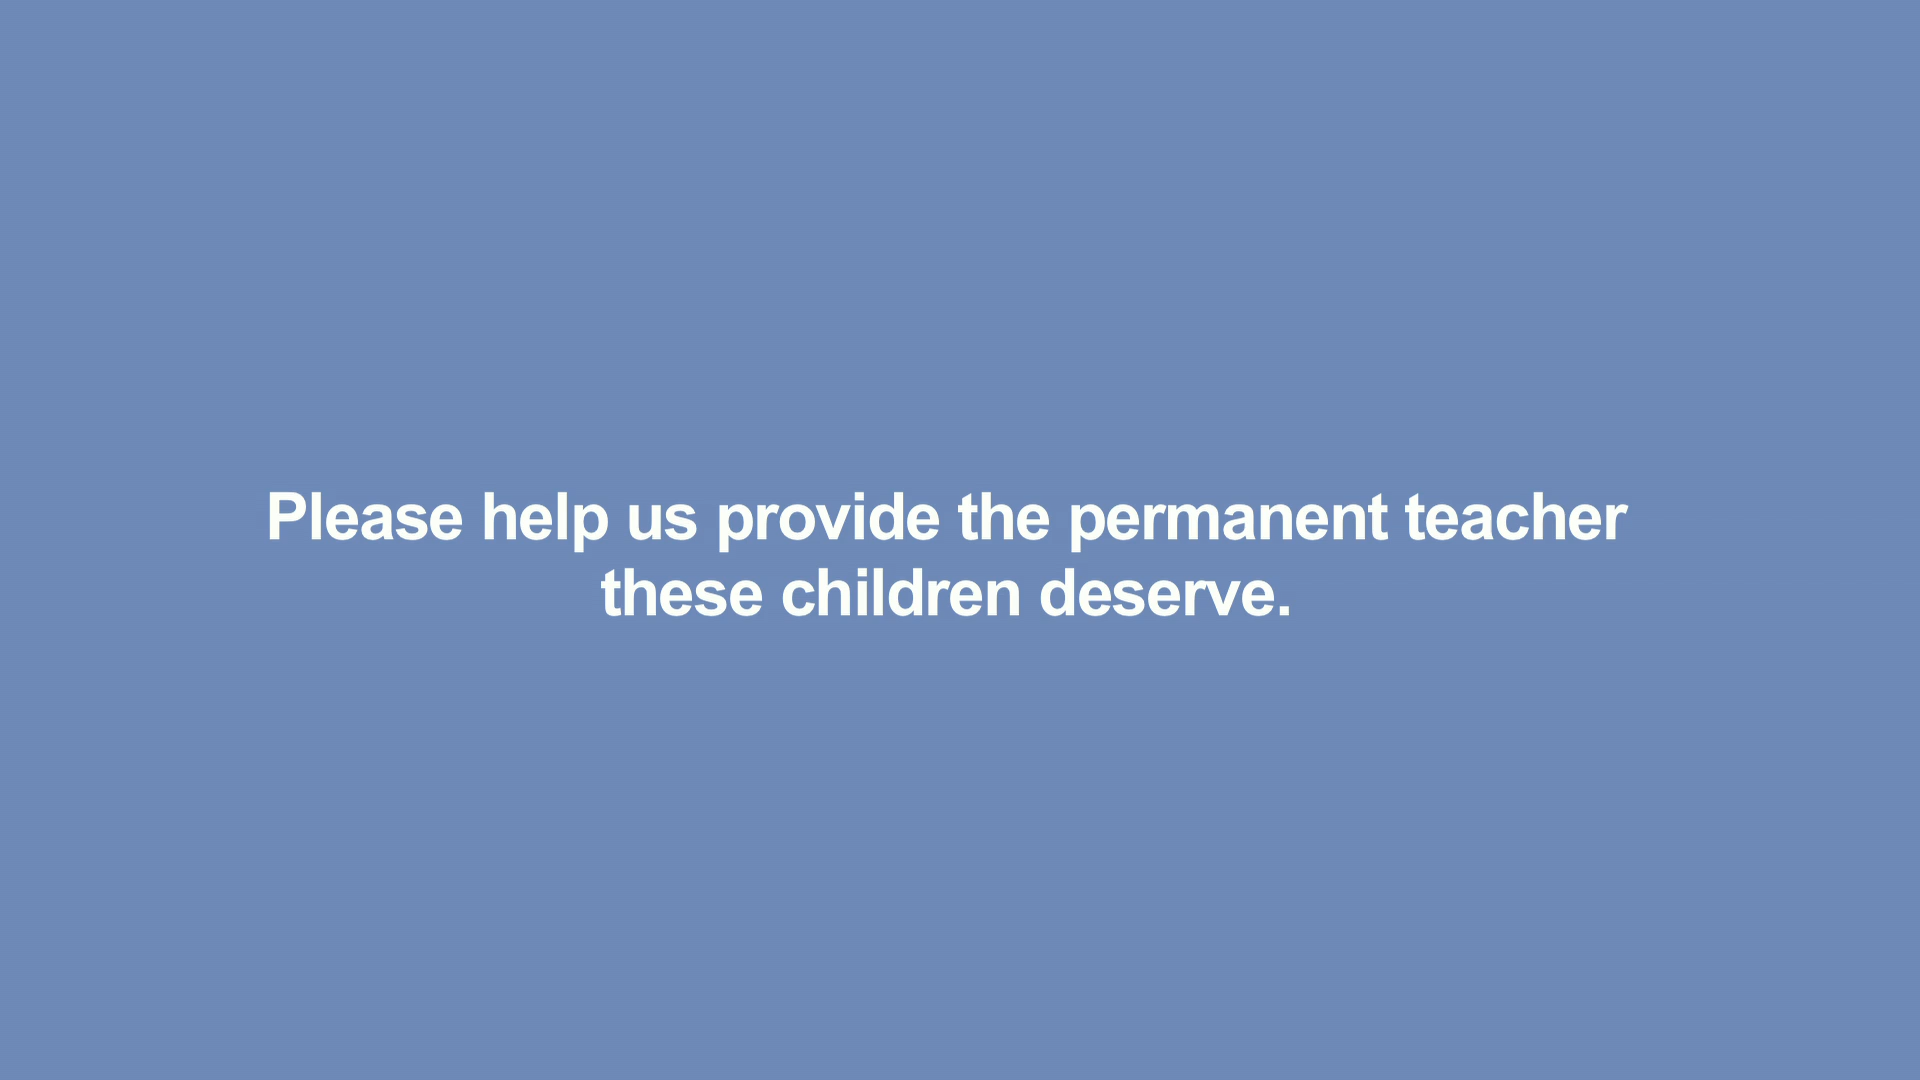 Please help us provide the permanent teacher
these children deserve.